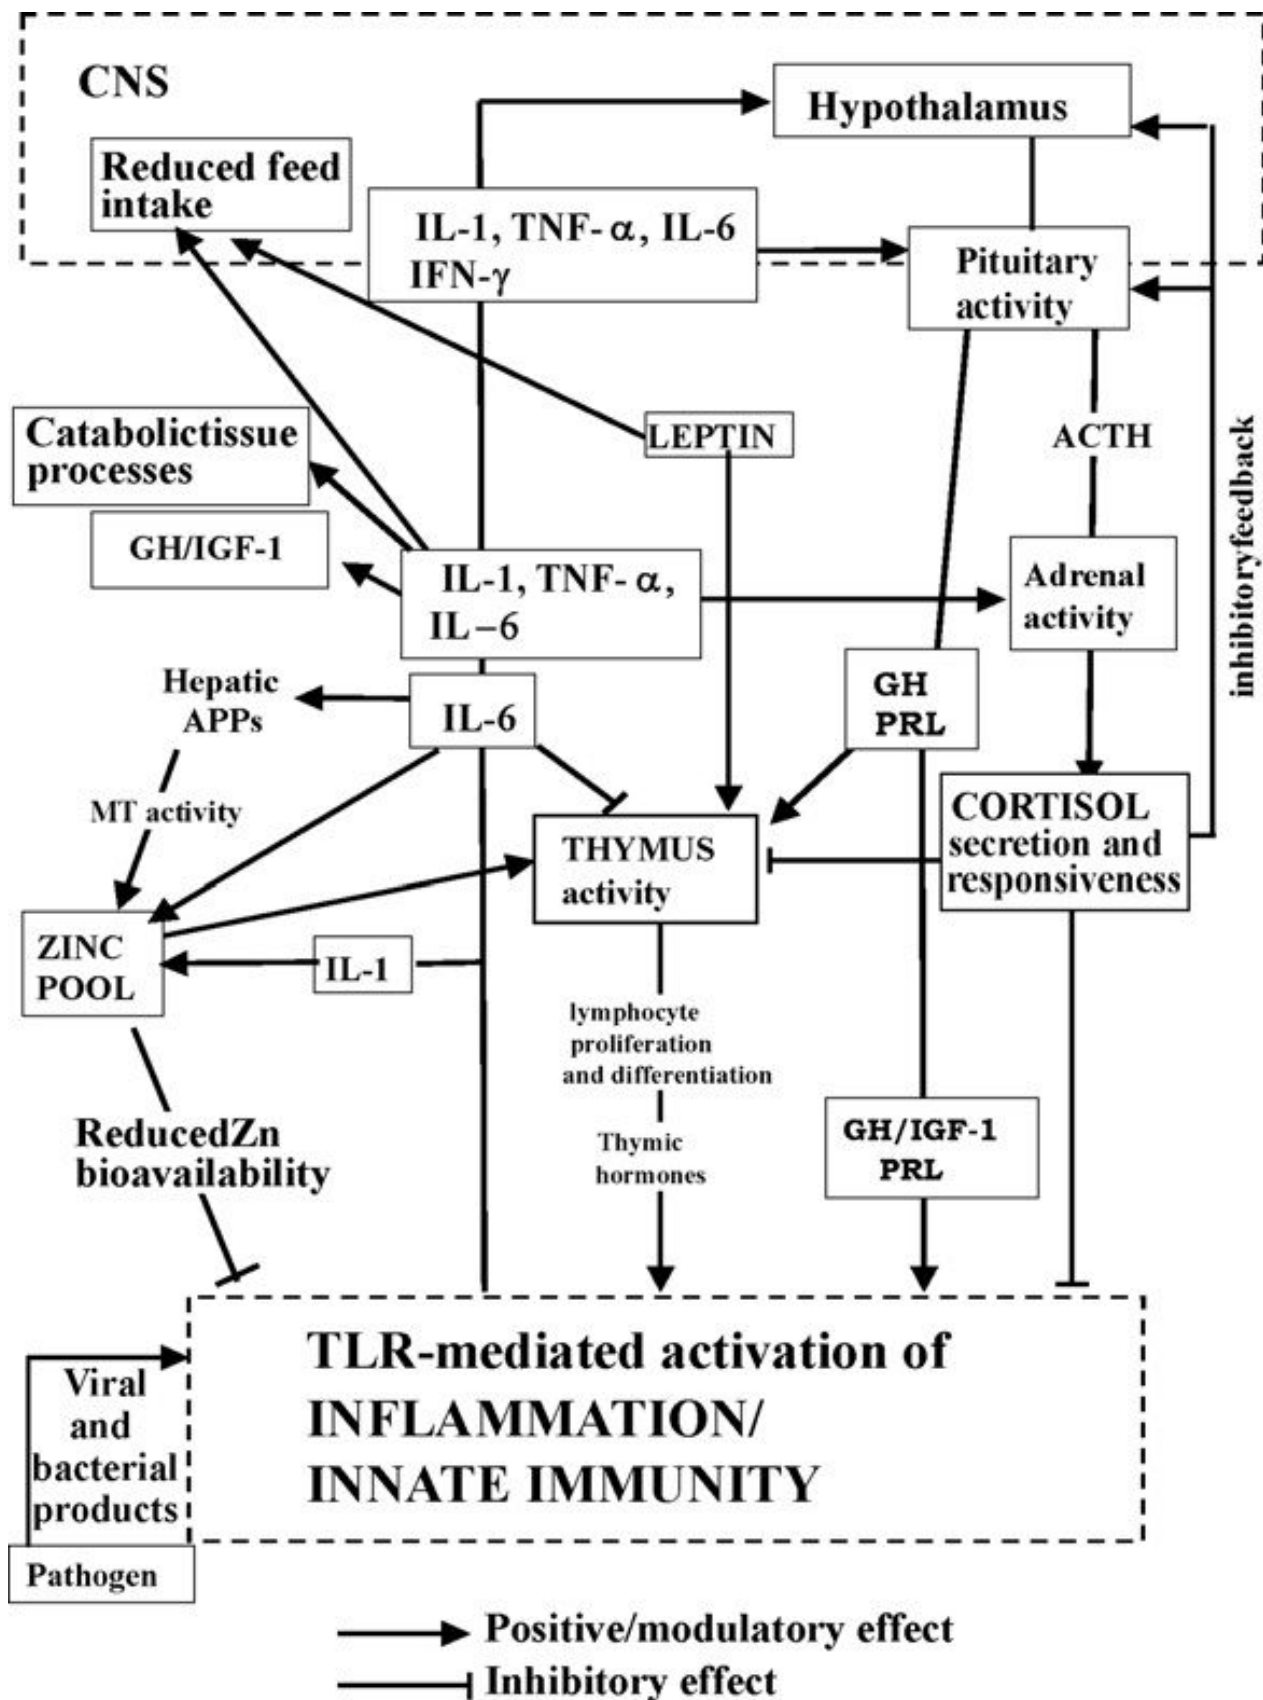 CNS
Hypothalamus
Reduced feed
intake
IL-1, TNF- α, IL-6
IFN-γ
Pituitary
activity
Catabolictissue
processes
LEPTIN
ACTH
inhibitoryfeedback
GH/IGF-1
IL-1, TNF- α,
IL–6
Adrenal
activity
Hepatic
APPs
IL-6
GH
PRL
MT activity
THYMUS
activity
CORTISOL
secretion and
responsiveness
ZINC
POOL
IL-1
lymphocyte
proliferation
and differentiation
ReducedZn
bioavailability
Thymic
hormones
GH/IGF-1
PRL
TLR-mediated activation of
INFLAMMATION/
INNATE IMMUNITY
Viral
and
bacterial
products
Pathogen
Positive/modulatory effect
Inhibitory effect